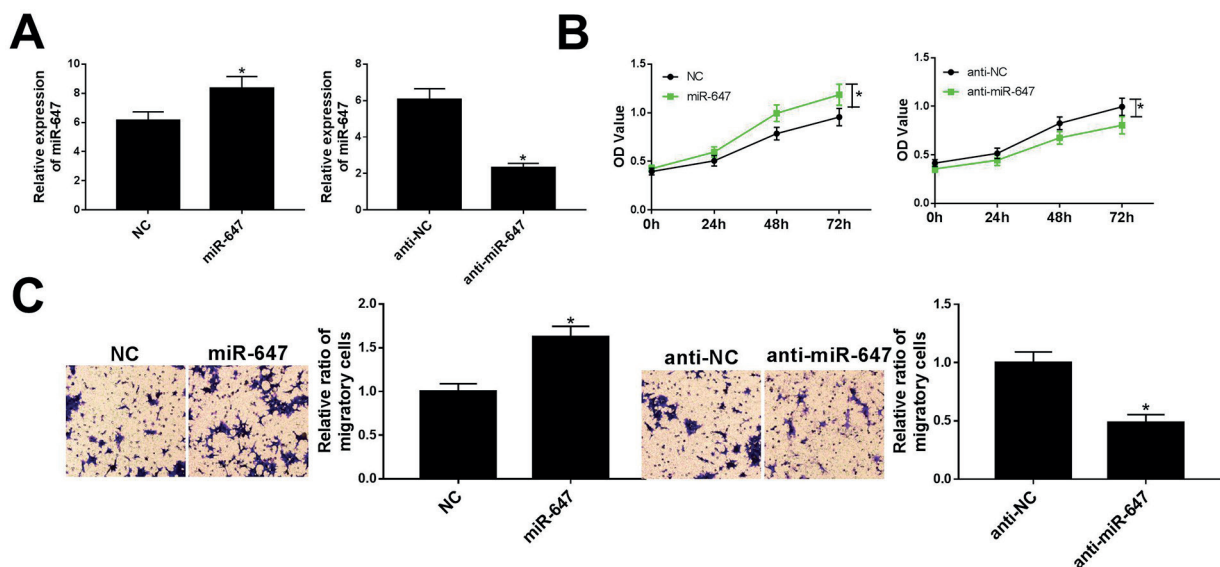 A
Relative expression
of miR-647
10
8
6
4
2
0
*
NC
miR-647
Relative expression
of miR-647
8
6
4
2
0
*
anti-NC
anti-miR-647
B
OD Value
1.5
1.0
0.5
0.0
NC
miR-647
*
0h 24h 48h 72h
OD Value
1.5
1.0
0.5
0.0
anti-NC
anti-miR-647
*
0h 24h 48h 72h
C
NC miR-647
Relative ratio of
migratory cells
2.0
1.5
1.0
0.5
0.0
*
NC
miR-647
anti-NC anti-miR-647
Relative ratio of
migratory cells
1.5
1.0
0.5
0.0
*
anti-NC
anti-miR-647